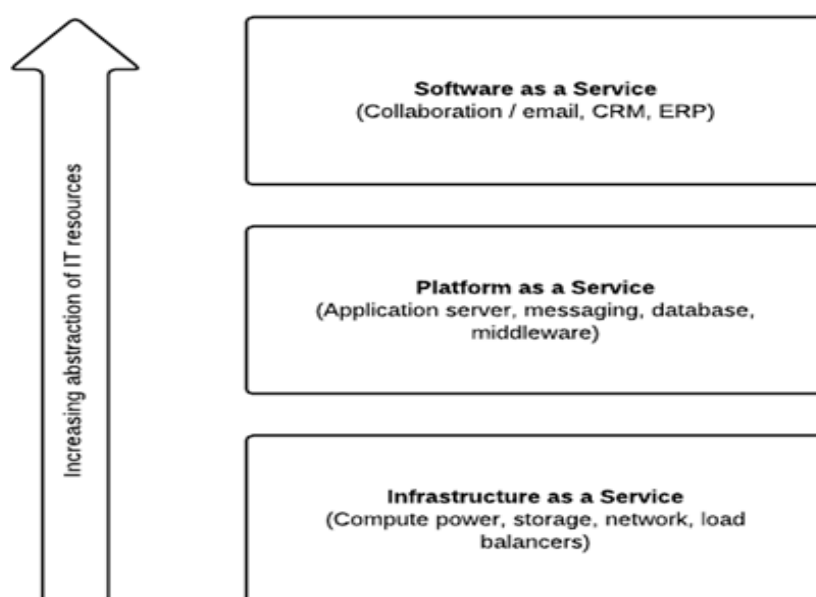 Software as a Service
(Collaboration / email, CRM, ERP)
Increasing abstraction of IT resources
Platform as a Service
(Application server, messaging, database,
middleware)
Infrastructure as a Service
(Compute power, storage, network, load
balancers)